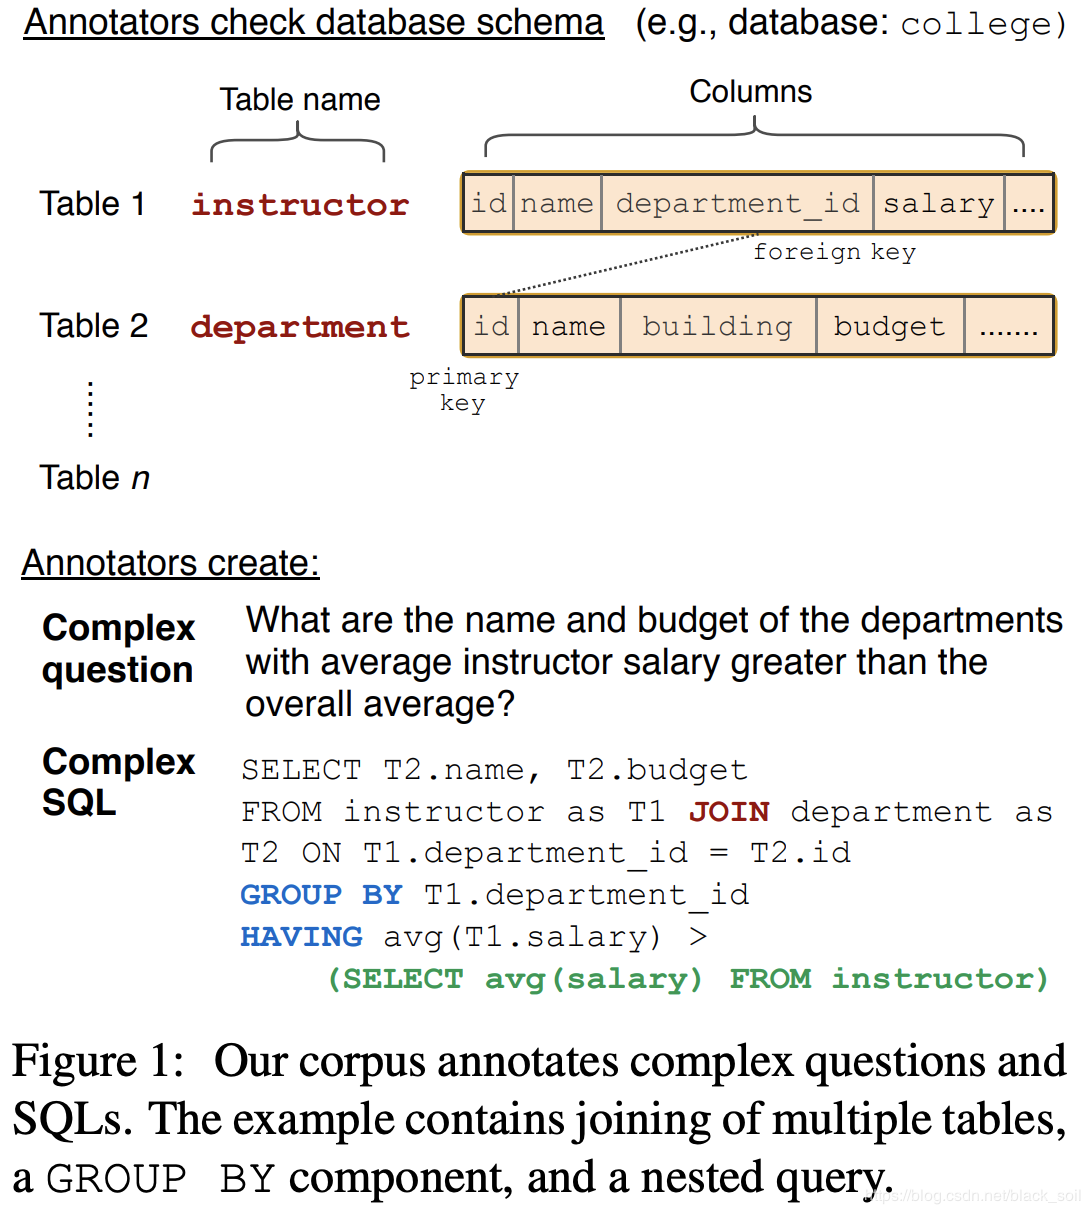 Annotators check database schema (e.g., database: college)
Table name
Columns
Table 1 instructor id name department_id salary ....
foreign key
Table 2 department id name building budget .......
primary
key
Table n
Annotators create:
Complex
question
What are the name and budget of the departments
with average instructor salary greater than the
overall average?
Complex
SQL
SELECT T2.name, T2.budget
FROM instructor as T1 JOIN department as
T2 ON T1.department_id = T2.id
GROUP BY T1.department_id
HAVING avg(T1.salary) >
(SELECT avg(salary) FROM instructor)
Figure 1: Our corpus annotates complex questions and
SQLs. The example contains joining of multiple tables,
a GROUP BY component, and a nested query.
https://blog.csdn.net/black_soil